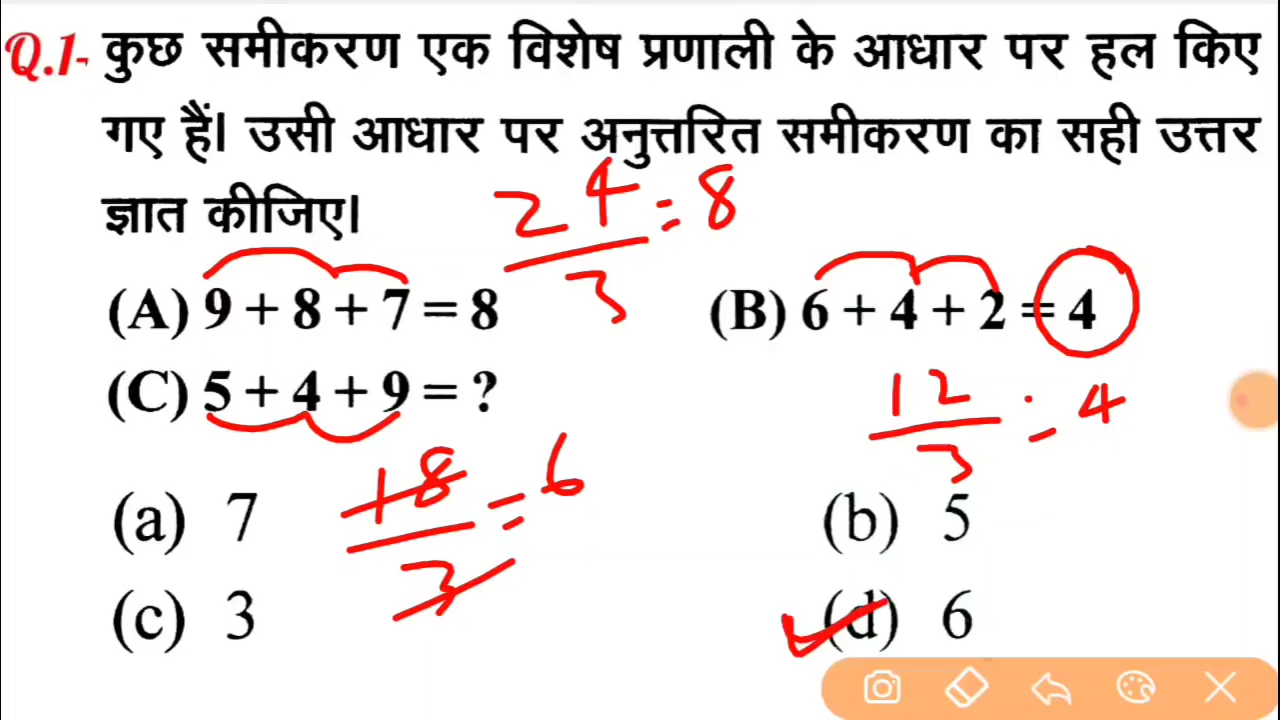 Q.1- कुछ समीकरण एक विशेष प्रणाली के आधार पर हल किए
गए हैं। उसी आधार पर अनुत्तरित समीकरण का सही उत्तर
ज्ञात कीजिए।
24/3 = 8
(A) 9 + 8 + 7 = 8 (B) 6 + 4 + 2 = 4
(C) 5 + 4 + 9 = ?
12/3 = 4
18/3 = 6
(a) 7 (b) 5
(c) 3 (d) 6